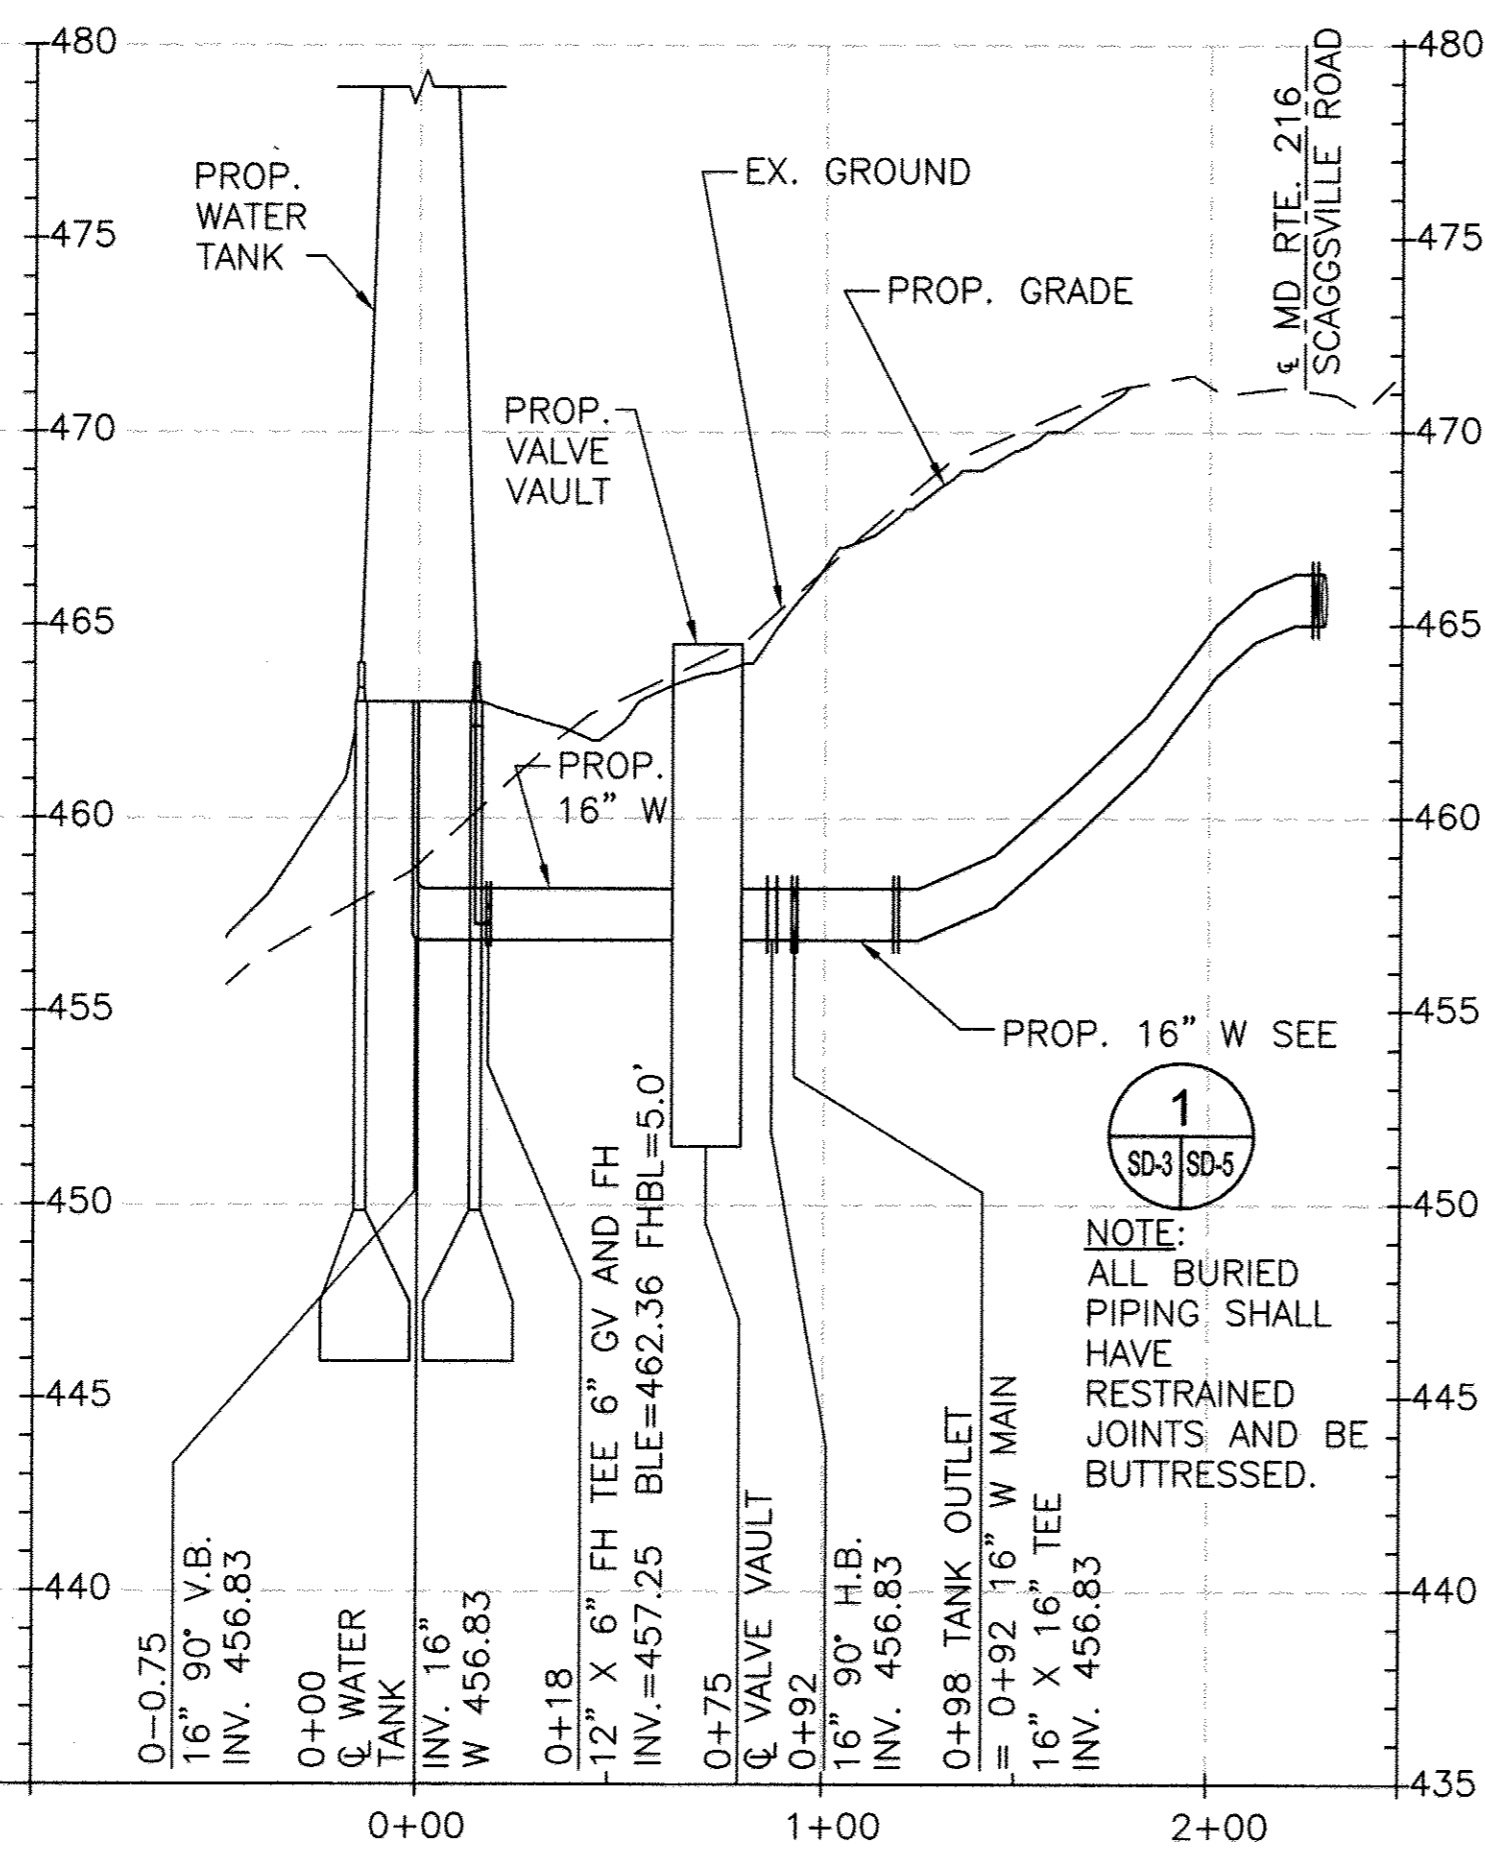 480
475
470
465
460
455
450
445
440
PROP.
WATER
TANK
EX. GROUND
PROP. GRADE
PROP.
VALVE
VAULT
PROP.
16" W
℄ MD RTE. 216
SCAGGSVILLE ROAD
480
475
470
465
460
455
450
445
440
435
PROP. 16" W SEE
1
SD-3 SD-5
NOTE:
ALL BURIED
PIPING SHALL
HAVE
RESTRAINED
JOINTS AND BE
BUTTRESSED.
0-0.75
16" 90° V.B.
INV. 456.83
0+00
℄ WATER
TANK
INV. 16"
W 456.83
0+18
12" X 6" FH TEE 6" GV AND FH
INV.=457.25 BLE=462.36 FHBL=5.0'
0+75
℄ VALVE VAULT
0+92
16" 90° H.B.
INV. 456.83
0+98 TANK OUTLET
= 0+92 16" W MAIN
16" X 16" TEE
INV. 456.83
0+00
1+00
2+00